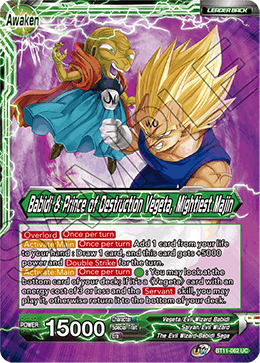 LEADER BACK
Awaken
Babidi & Prince of Destruction Vegeta, Mightiest Majin
Overlord Once per turn
Activate:Main Once per turn Add 1 card from your
life to your hand : Draw 1 card, and this card gets +5000
power and Double Strike for the turn.
Activate:Main Once per turn : You may look at the
bottom card of your deck; if it's a {Vegeta} card with an
energy cost of 3 or less and the Servant skill, you may
play it, otherwise return it to the bottom of your deck.
POWER
15000
Character
Vegeta/Evil Wizard Babidi
Special Trait
Saiyan/Evil Wizard
Era
The Evil Wizard Babidi Saga
BT11-062 UC